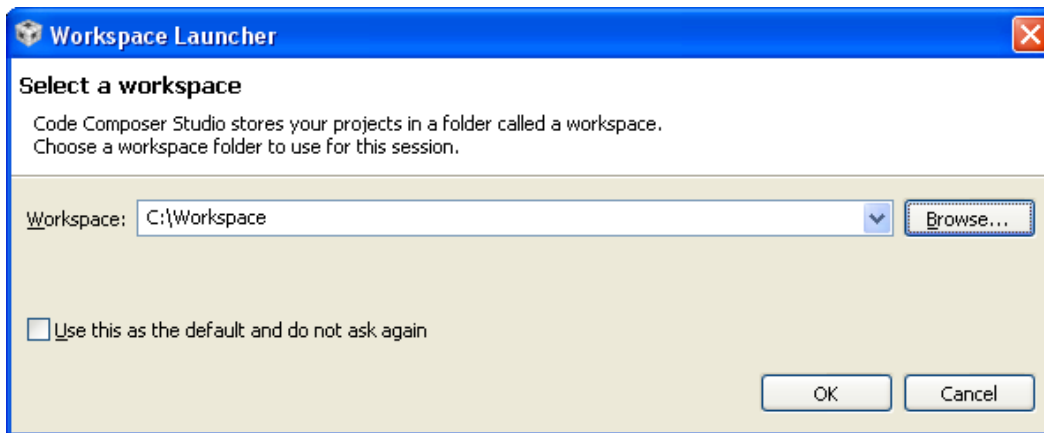 Workspace Launcher
Select a workspace
Code Composer Studio stores your projects in a folder called a workspace.
Choose a workspace folder to use for this session.
Workspace: C:\Workspace Browse...
Use this as the default and do not ask again
OK Cancel